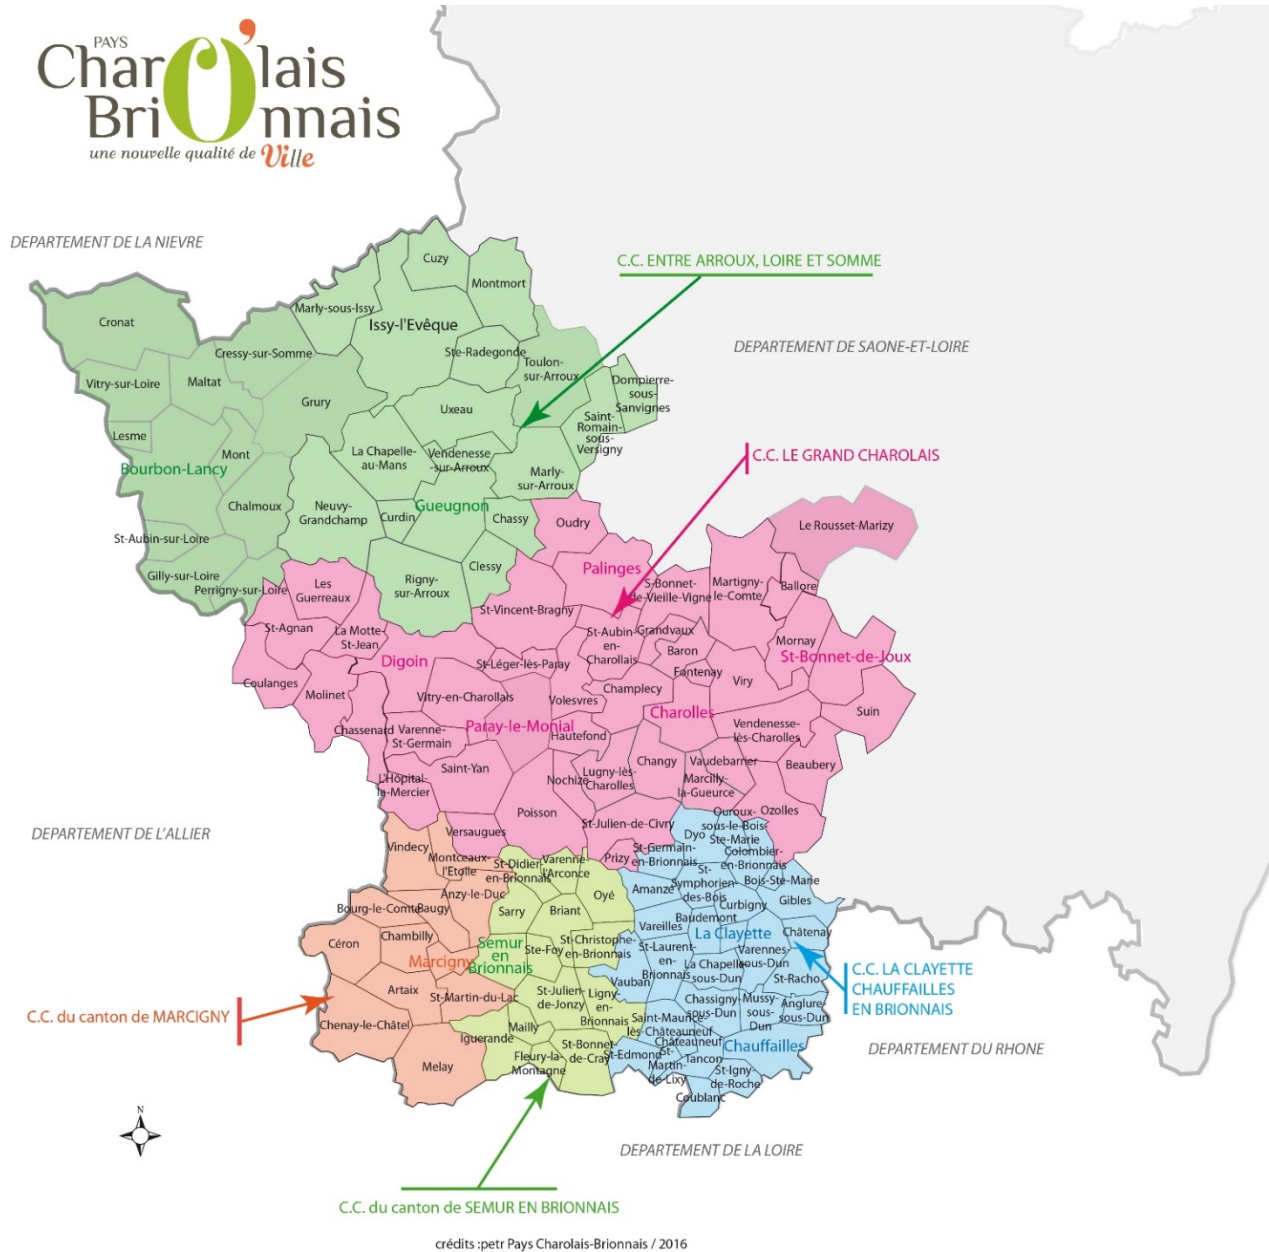 PAYS
Char O'lais
Bri nnais
une nouvelle qualité de Ville
DEPARTEMENT DE LA NIEVRE
C.C. ENTRE ARROUX, LOIRE ET SOMME
DEPARTEMENT DE SAONE-ET-LOIRE
Cuzy
Montmort
Marly-sous-Issy
Cronat
Issy-l'Evêque
Cressy-sur-Somme
Ste-Radegonde
Toulon-
sur-Arroux
Vitry-sur-Loire
Maltat
Dompierre-
sous-
Sanvignes
Grury
Uxeau
Saint-
Romain-
sous-
Versigny
Lesme
Mont
La Chapelle-
au-Mans
Vendenesse
-sur-Arroux
Bourbon-Lancy
Marly-
sur-Arroux
C.C. LE GRAND CHAROLAIS
Chalmoux
Neuvy-
Grandchamp
Gueugnon
Curdin
Chassy
Oudry
Le Rousset-Marizy
St-Aubin-sur-Loire
Gilly-sur-Loire
Perrigny-sur-Loire
Clessy
Rigny-
sur-Arroux
Palinges
Les
Guerreaux
S-Bonnet-
de-Vieille-Vigne
Martigny-
le-Comte
Ballore
St-Vincent-Bragny
St-Agnan
La Motte-
St-Jean
St-Aubin-
en-
Charollais
Grandvaux
Baron
Mornay
St-Bonnet-de-Joux
Digoin
St-Léger-lès-Paray
Fontenay
Viry
Coulanges
Molinet
Vitry-en-Charollais
Volesvres
Champlecy
Charolles
Suin
Chassenard
Varenne-
St-Germain
Paray-le-Monial
Hautefond
Vendenesse-
lès-Charolles
Saint-Yan
Changy
Vaudebarrier
Beaubery
L'Hôpital-
le-Mercier
Nochize
Lugny-lès-
Charolles
Marcilly-
la-Gueurce
Poisson
Ozolles
Versaugues
St-Julien-de-Civry
Ouroux-
sous-le-Bois-
Ste-Marie
Dyo
DEPARTEMENT DE L'ALLIER
Vindecy
Montceaux-
l'Etoile
St-Didier-
en-Brionnais
Varenne-
l'Arconce
Prizy
St-Germain-
en-Brionnais
Colombier-
en-Brionnais
Anzy-le-Duc
Oyé
Amanzé
St-
Symphorien-
des-Bois
Bois-Ste-Marie
Bourg-le-Comte
Baugy
Sarry
Briant
Curbigny
Gibles
Baudemont
Chambilly
Vareilles
La Clayette
Châtenay
Céron
Marcigny
Semur
en
Brionnais
Ste-Foy
St-Christophe-
en-Brionnais
St-Laurent-
en-
Brionnais
Varennes-
sous-Dun
La Chapelle-
sous-Dun
St-Racho
Artaix
St-Martin-du-Lac
St-Julien-
de-Jonzy
Ligny-
en-
Brionnais
Vauban
C.C. LA CLAYETTE
CHAUFFAILLES
EN BRIONNAIS
C.C. du canton de MARCIGNY
Chenay-le-Châtel
Iguerande
Mailly
Saint-Maurice-
lès-Châteauneuf
Chassigny-
sous-Dun
Mussy-
sous-
Dun
Anglure-
sous-Dun
Châteauneuf
Chauffailles
Melay
Fleury-la-
Montagne
St-Bonnet-
de-Cray
St-Edmond
St-
Martin-
de-Lixy
Tancon
St-Igny-
de-Roche
Coublanc
DEPARTEMENT DU RHONE
N
DEPARTEMENT DE LA LOIRE
C.C. du canton de SEMUR EN BRIONNAIS
crédits :petr Pays Charolais-Brionnais / 2016